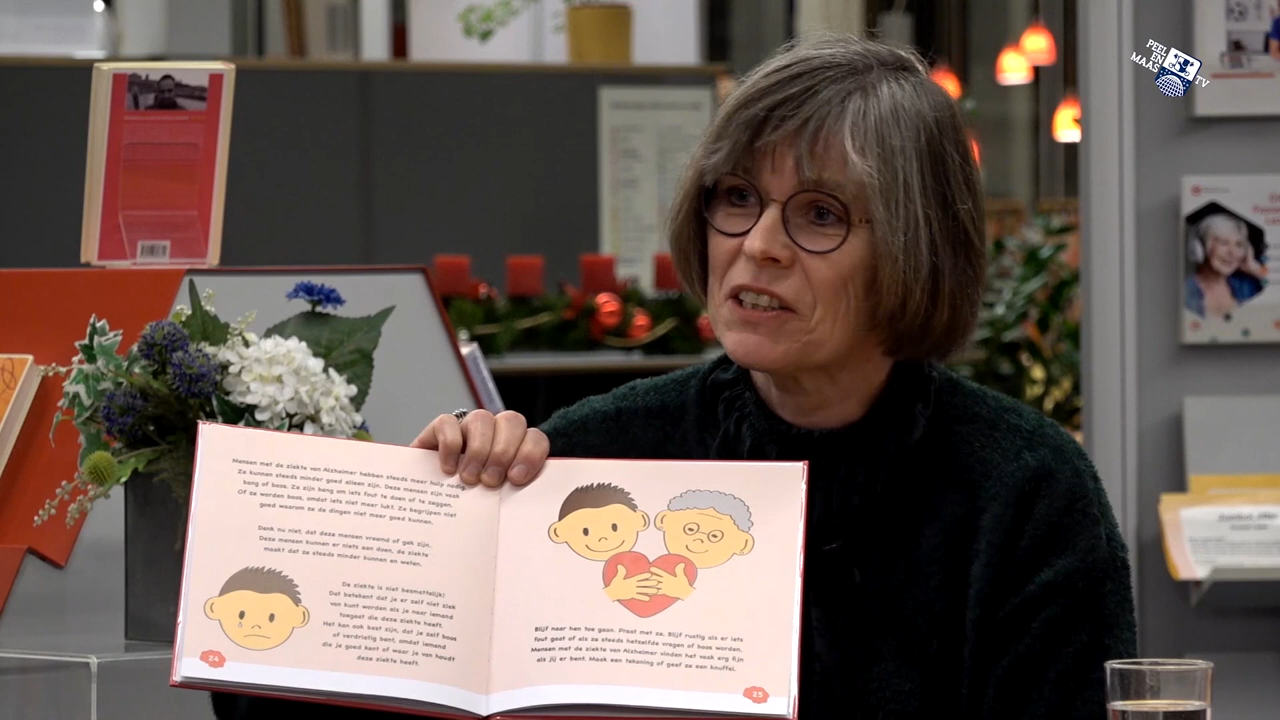 PEEL
EN
MAAS
TV
Mensen met de ziekte van Alzheimer hebben steeds meer hulp nodig.
Ze kunnen steeds minder goed alleen zijn. Deze mensen zijn vaak
bang of boos. Ze zijn bang om iets fout te doen of te zeggen.
Of ze worden boos, omdat iets niet meer lukt. Ze begrijpen niet
goed waarom ze de dingen niet meer goed kunnen.
Denk nu niet, dat deze mensen vreemd of gek zijn.
Deze mensen kunnen er niets aan doen, de ziekte
maakt dat ze steeds minder kunnen en weten.
De ziekte is niet besmettelijk!
Dat betekent dat je er zelf niet ziek
van kunt worden als je naar iemand
toegaat die deze ziekte heeft.
Het kan ook best zijn, dat je zelf boos
of verdrietig bent, omdat iemand
die je goed kent of waar je van houdt
deze ziekte heeft.
24
Blijf naar hen toe gaan. Praat met ze. Blijf rustig als er iets
fout gaat of als ze steeds hetzelfde vragen of boos worden.
Mensen met de ziekte van Alzheimer vinden het vaak erg fijn
als jij er bent. Maak een tekening of geef ze een knuffel.
25